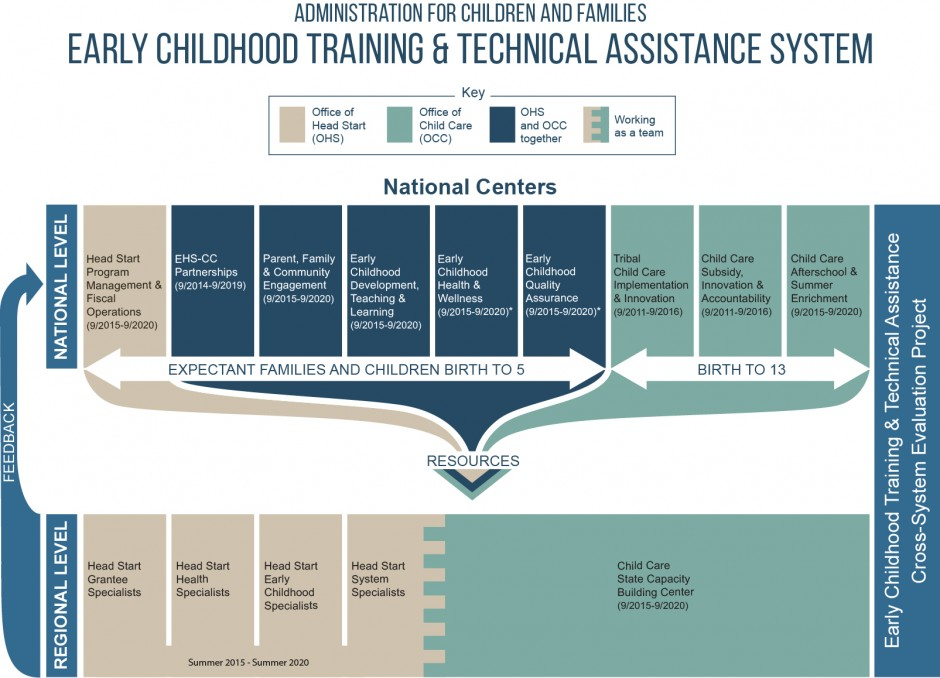 ADMINISTRATION FOR CHILDREN AND FAMILIES
EARLY CHILDHOOD TRAINING & TECHNICAL ASSISTANCE SYSTEM
Key
Office of
Head Start
(OHS)
Office of
Child Care
(OCC)
OHS
and OCC
together
Working
as a team
National Centers
NATIONAL LEVEL
Head Start
Program
Management &
Fiscal
Operations
(9/2015-9/2020)
EHS-CC
Partnerships
(9/2014-9/2019)
Parent, Family
& Community
Engagement
(9/2015-9/2020)
Early
Childhood
Development,
Teaching &
Learning
(9/2015-9/2020)
Early
Childhood
Health &
Wellness
(9/2015-9/2020)*
Early
Childhood
Quality
Assurance
(9/2015-9/2020)*
Tribal
Child Care
Implementation
& Innovation
(9/2011-9/2016)
Child Care
Subsidy,
Innovation &
Accountability
(9/2011-9/2016)
Child Care
Afterschool &
Summer
Enrichment
(9/2015-9/2020)
EXPECTANT FAMILIES AND CHILDREN BIRTH TO 5
BIRTH TO 13
RESOURCES
FEEDBACK
REGIONAL LEVEL
Head Start
Grantee
Specialists
Head Start
Health
Specialists
Head Start
Early
Childhood
Specialists
Head Start
System
Specialists
Summer 2015 - Summer 2020
Child Care
State Capacity
Building Center
(9/2015-9/2020)
Early Childhood Training & Technical Assistance
Cross-System Evaluation Project